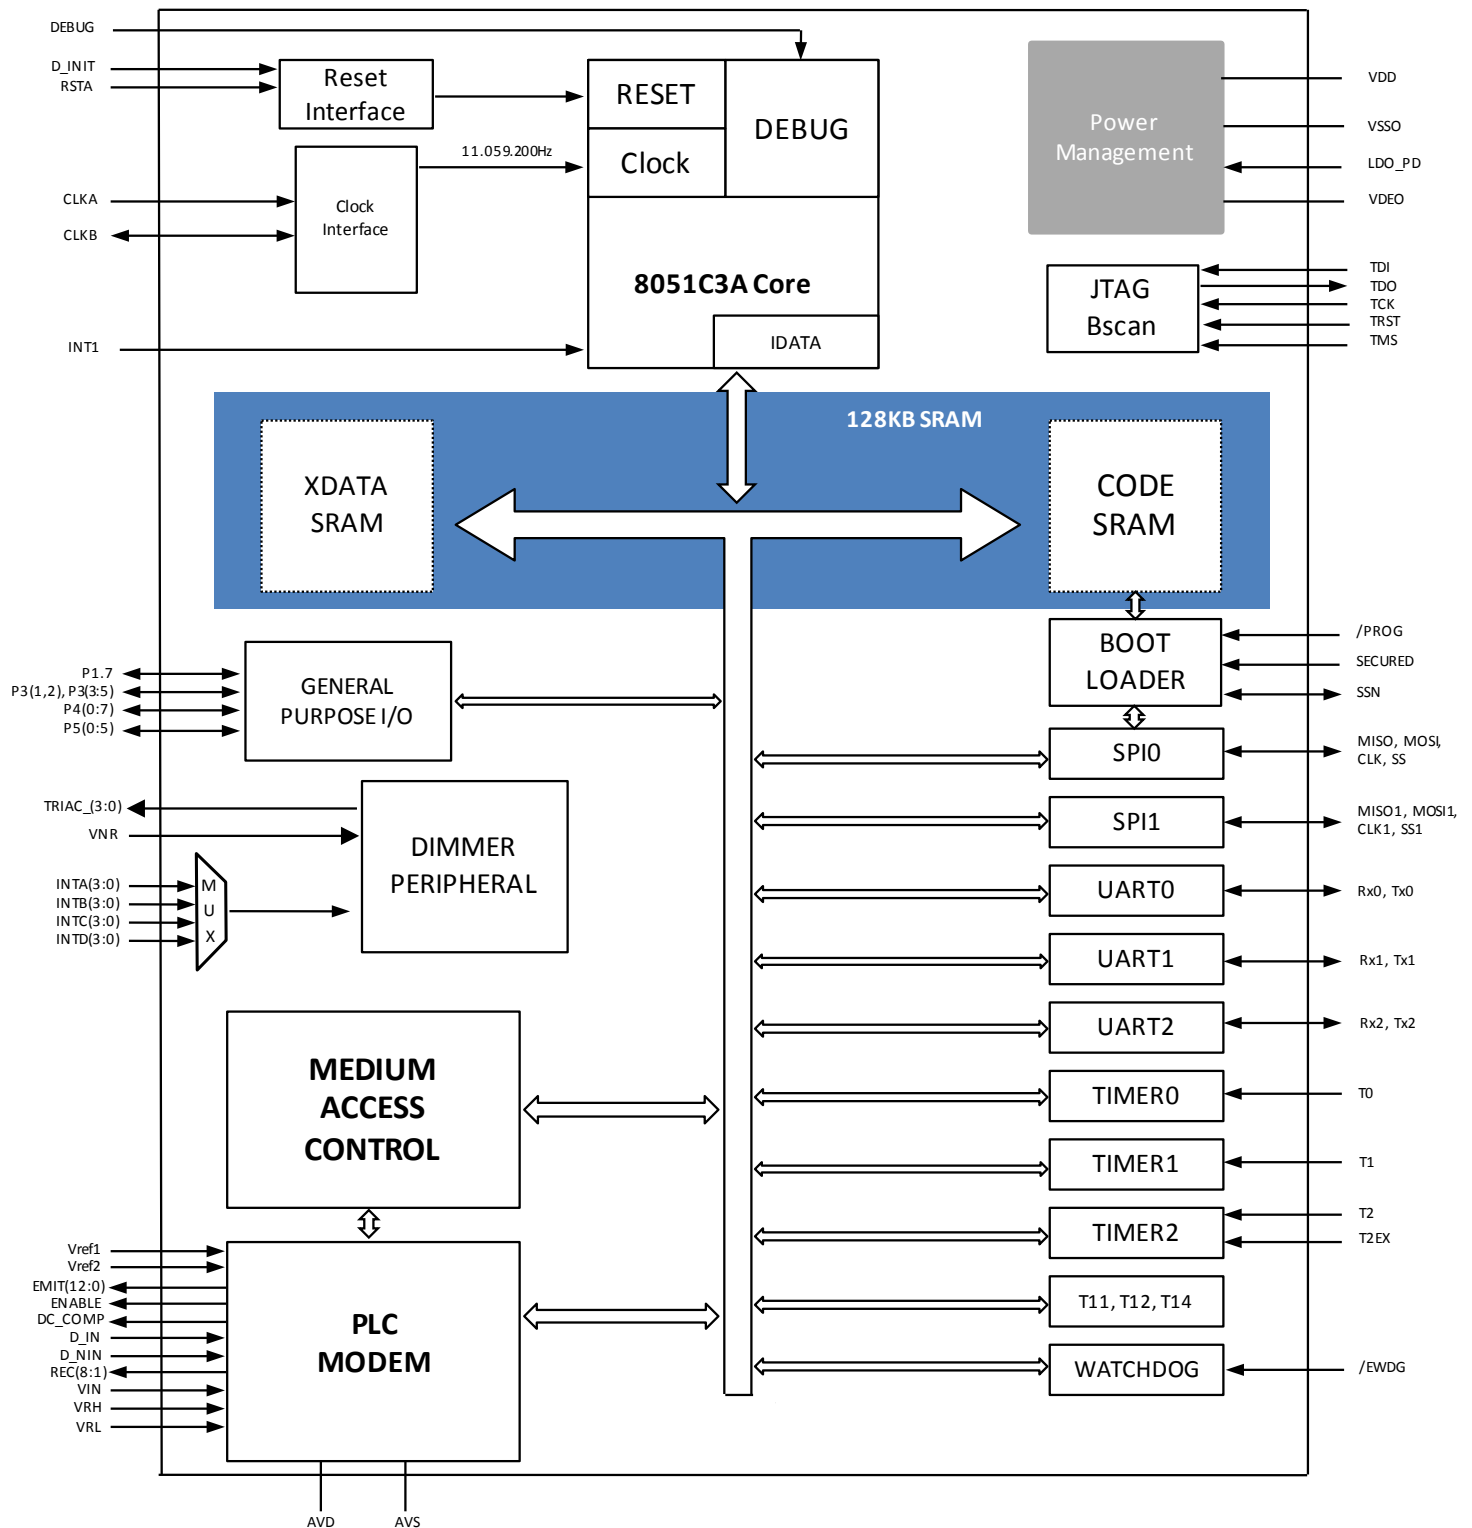 DEBUG
D_INIT
RSTA
Reset
Interface
RESET
DEBUG
Clock
11.059.200Hz
CLKA
CLKB
Clock
Interface
8051C3A Core
INT1
IDATA
Power
Management
VDD
VSSO
LDO_PD
VDEO
JTAG
Bscan
TDI
TDO
TCK
TRST
TMS
128KB SRAM
XDATA
SRAM
CODE
SRAM
P1.7
P3(1,2), P3(3:5)
P4(0:7)
P5(0:5)
GENERAL
PURPOSE I/O
BOOT
LOADER
/PROG
SECURED
SSN
SPI0
MISO, MOSI,
CLK, SS
TRIAC_(3:0)
VNR
DIMMER
PERIPHERAL
INTA(3:0)
INTB(3:0)
INTC(3:0)
INTD(3:0)
M
U
X
SPI1
MISO1, MOSI1,
CLK1, SS1
UART0
Rx0, Tx0
UART1
Rx1, Tx1
UART2
Rx2, Tx2
MEDIUM
ACCESS
CONTROL
TIMER0
T0
TIMER1
T1
TIMER2
T2
T2EX
T11, T12, T14
WATCHDOG
/EWDG
Vref1
Vref2
EMIT(12:0)
ENABLE
DC_COMP
D_IN
D_NIN
REC(8:1)
VIN
VRH
VRL
PLC
MODEM
AVD
AVS